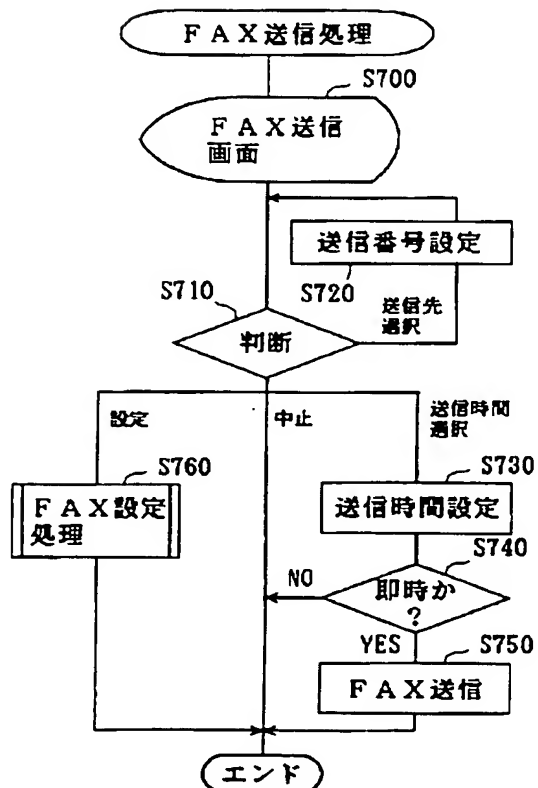 FAX送信処理
S700
FAX送信
画面
送信番号設定
S710
S720
送信先
選択
判断
設定
中止
送信時間
選択
S760
S730
FAX設定
処理
送信時間設定
S740
NO
即時か
?
YES
S750
FAX送信
エンド